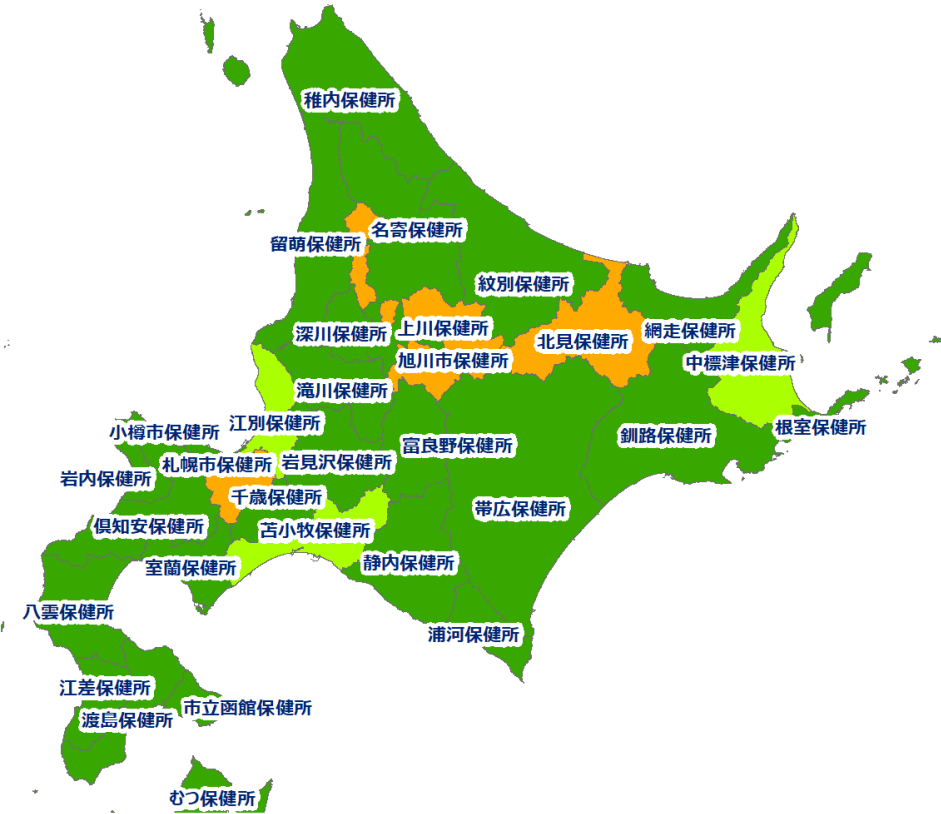 稚内保健所
名寄保健所
留萌保健所
紋別保健所
深川保健所
上川保健所
北見保健所
網走保健所
旭川市保健所
中標津保健所
滝川保健所
江別保健所
根室保健所
小樽市保健所
釧路保健所
富良野保健所
札幌市保健所
岩見沢保健所
岩内保健所
千歳保健所
帯広保健所
倶知安保健所
苫小牧保健所
静内保健所
室蘭保健所
八雲保健所
浦河保健所
江差保健所
市立函館保健所
渡島保健所
むつ保健所